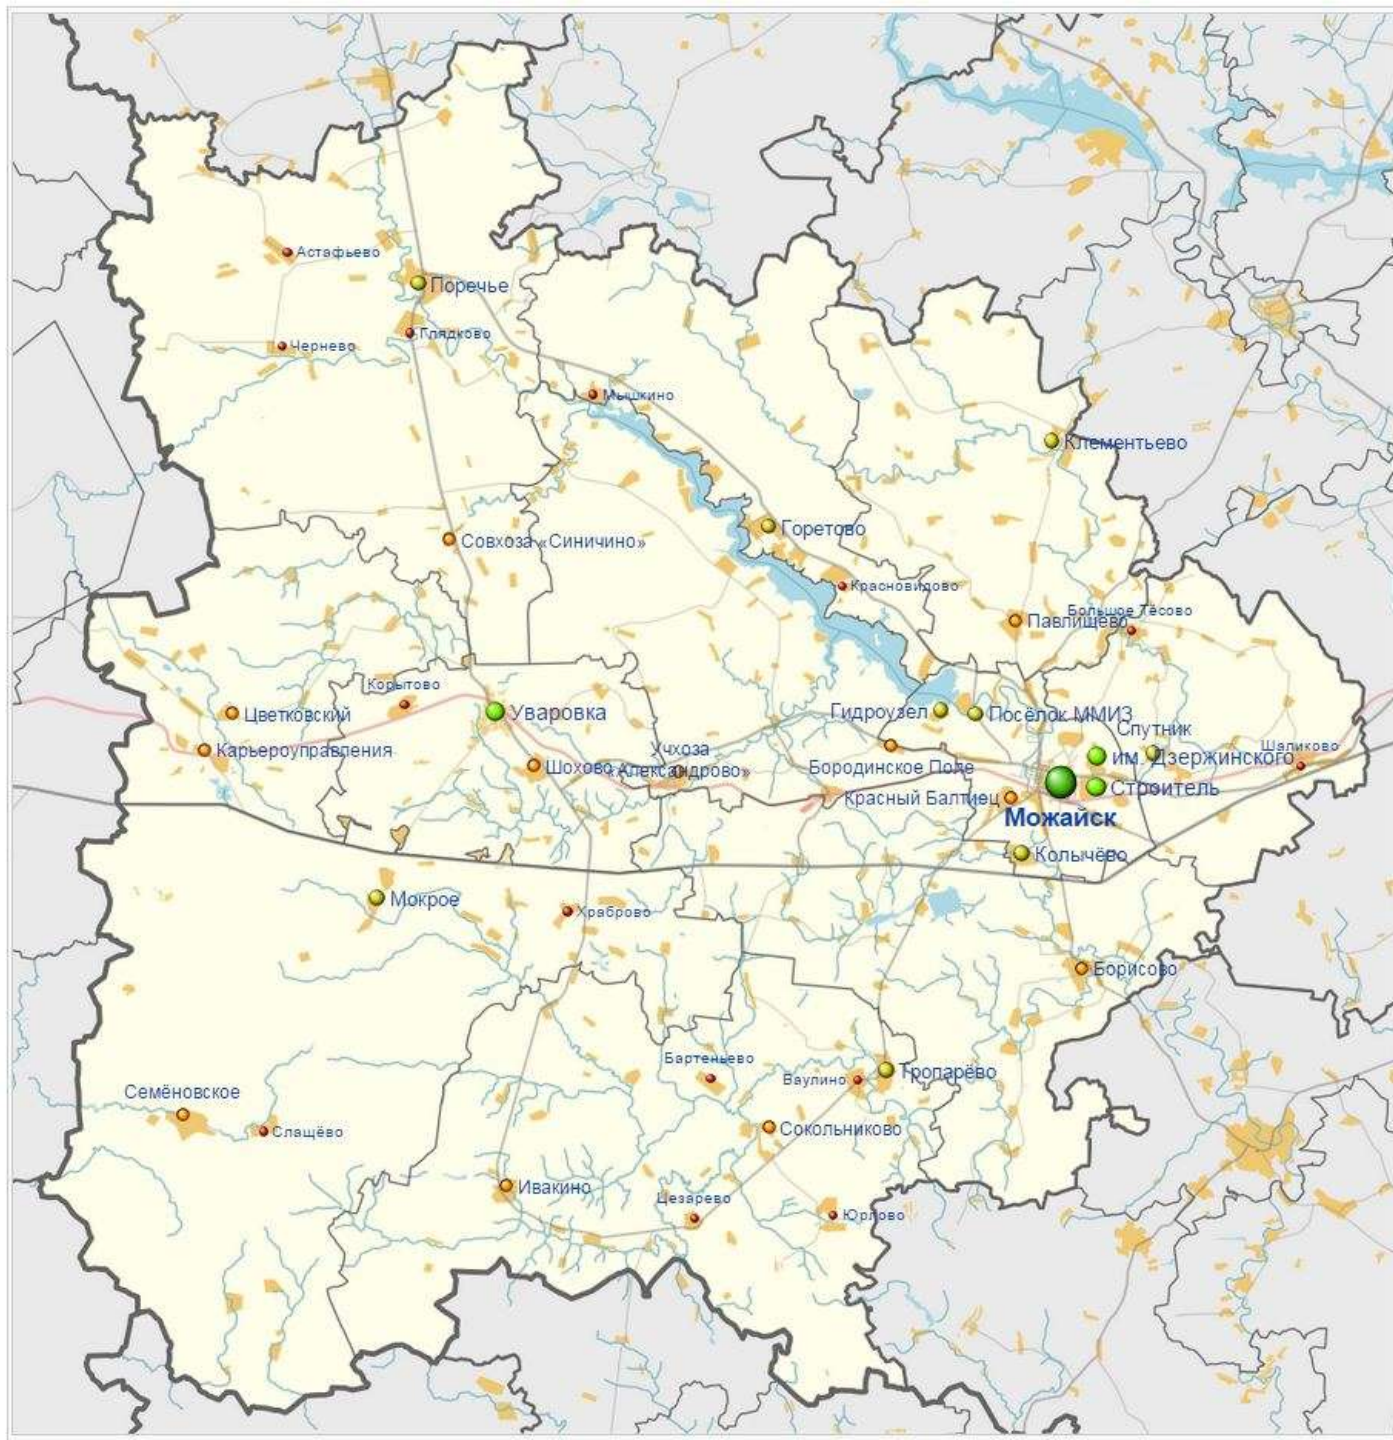 Астафьево
Поречье
Глядково
Чернево
Мышкино
Клементьево
Горетово
Совхоза «Синичино»
Красновидово
Большое Тёсово
Павлищево
Корытово
Цветковский
Уваровка
Гидроузел
Посёлок ММИЗ
Спутник
Карьероуправления
Учхоза
«Александрово»
Шохово
Бородинское Поле
им. Дзержинского
Шаликово
Красный Балтиец
Строитель
Можайск
Колычёво
Мокрое
Храброво
Борисово
Бартеньево
Ваулино
Тропарёво
Семёновское
Слащёво
Сокольниково
Ивакино
Цезарево
Юрлово